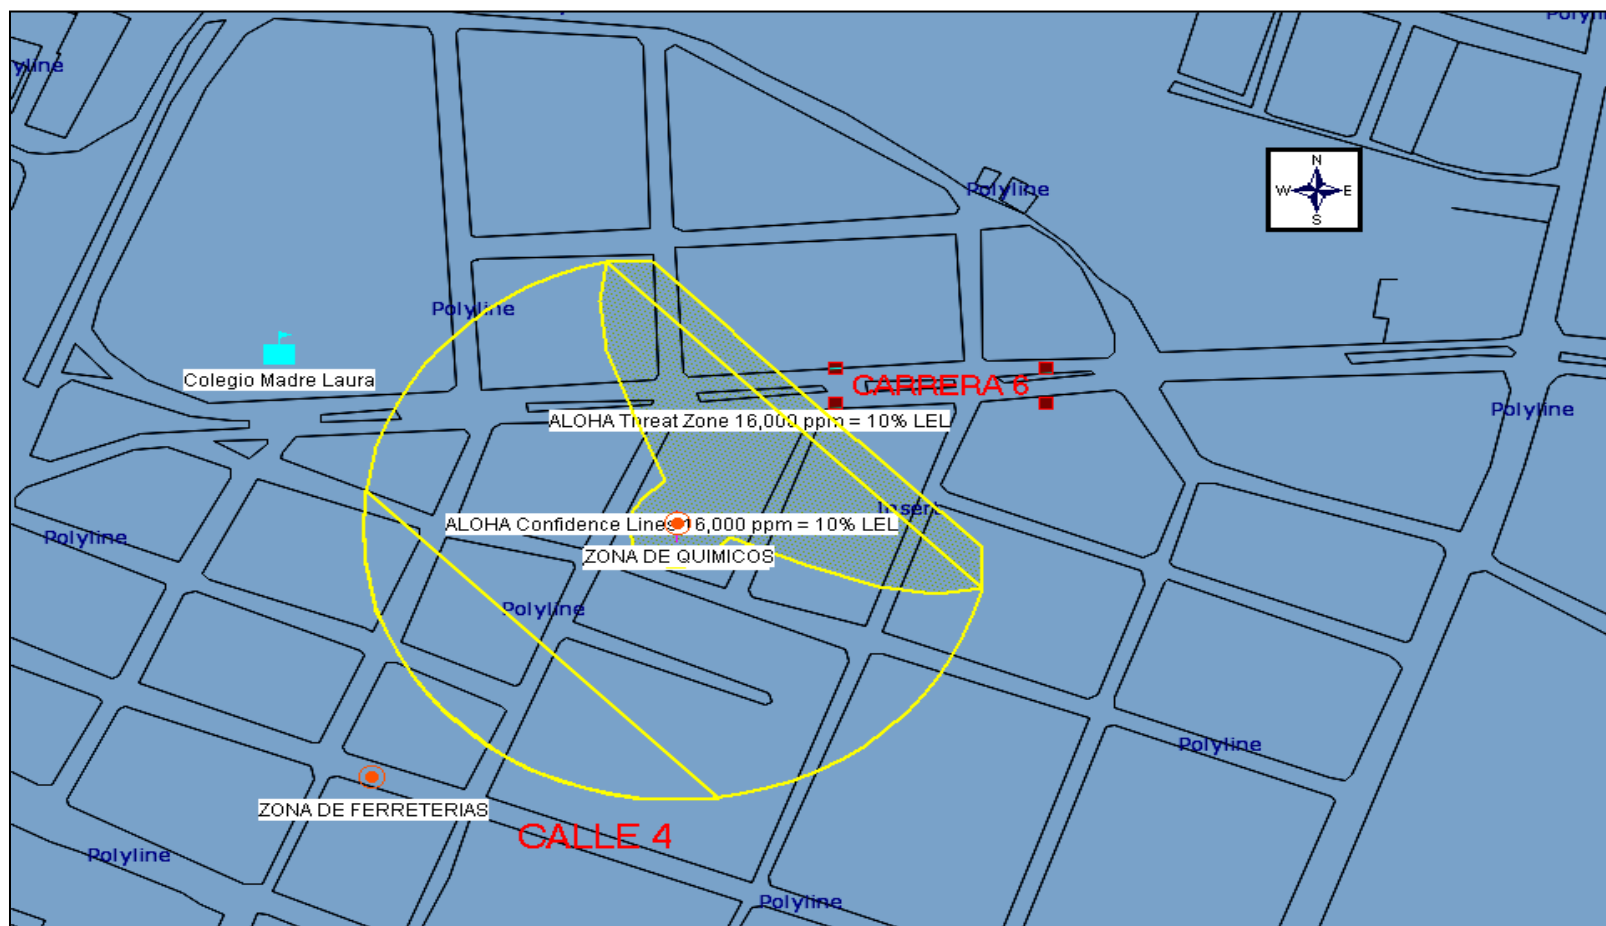 Polyline
yline
N
W E
S
Polyline
Polyline
Colegio Madre Laura
CARRERA 6
Polyline
ALOHA Threat Zone 16,000 ppm = 10% LEL
Insert
ALOHA Confidence Lines 16,000 ppm = 10% LEL
Polyline
ZONA DE QUIMICOS
Polyline
Polyline
ZONA DE FERRETERIAS
CALLE 4
Polyline
Polyline